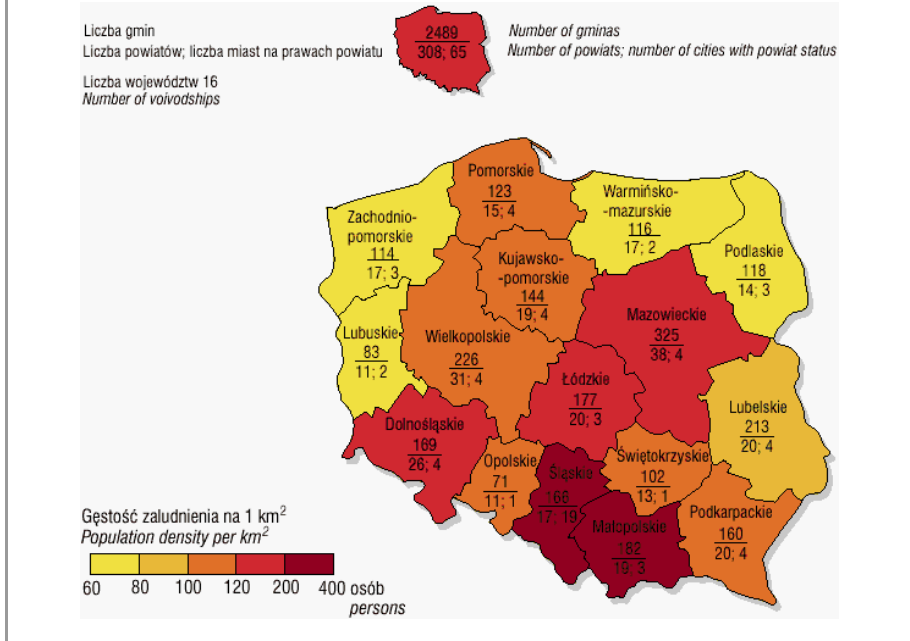 Liczba gmin
Liczba powiatów; liczba miast na prawach powiatu
2489
308; 65
Number of gminas
Number of powiats; number of cities with powiat status
Liczba województw 16
Number of voivodships
Pomorskie
123
15; 4
Warmińsko-
-mazurskie
116
17; 2
Zachodnio-
pomorskie
114
17; 3
Podlaskie
118
14; 3
Kujawsko-
-pomorskie
144
19; 4
Mazowieckie
325
38; 4
Lubuskie
83
11; 2
Wielkopolskie
226
31; 4
Łódzkie
177
20; 3
Lubelskie
213
20; 4
Dolnośląskie
169
26; 4
Opolskie
71
11; 1
Śląskie
166
17; 19
Świętokrzyskie
102
13; 1
Małopolskie
182
19; 3
Podkarpackie
160
20; 4
Gęstość zaludnienia na 1 km²
Population density per km²
60 80 100 120 200 400 osób
persons